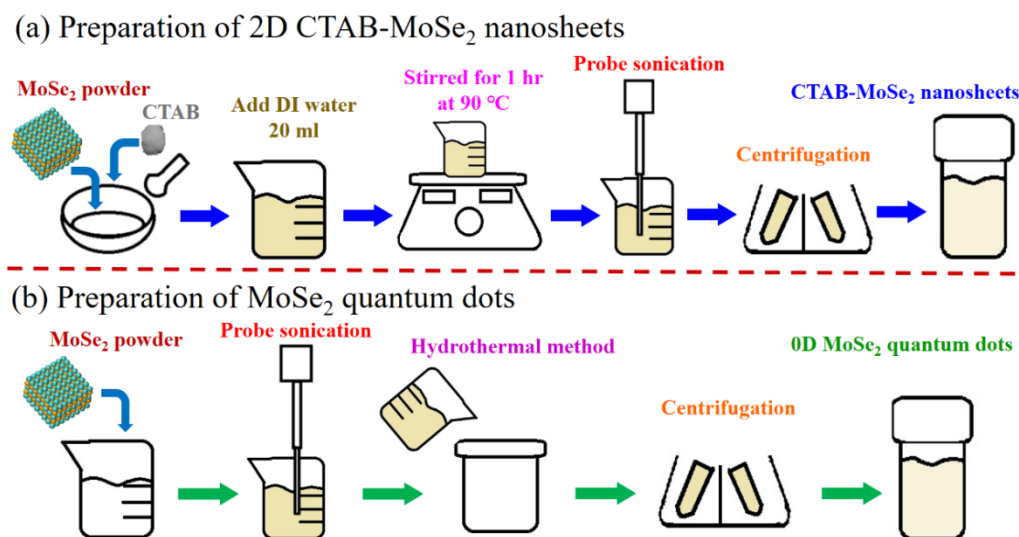 (a) Preparation of 2D CTAB-MoSe₂ nanosheets
MoSe₂ powder
CTAB
Add DI water
20 ml
Stirred for 1 hr
at 90 ℃
Probe sonication
Centrifugation
CTAB-MoSe₂ nanosheets
(b) Preparation of MoSe₂ quantum dots
MoSe₂ powder
Probe sonication
Hydrothermal method
Centrifugation
0D MoSe₂ quantum dots